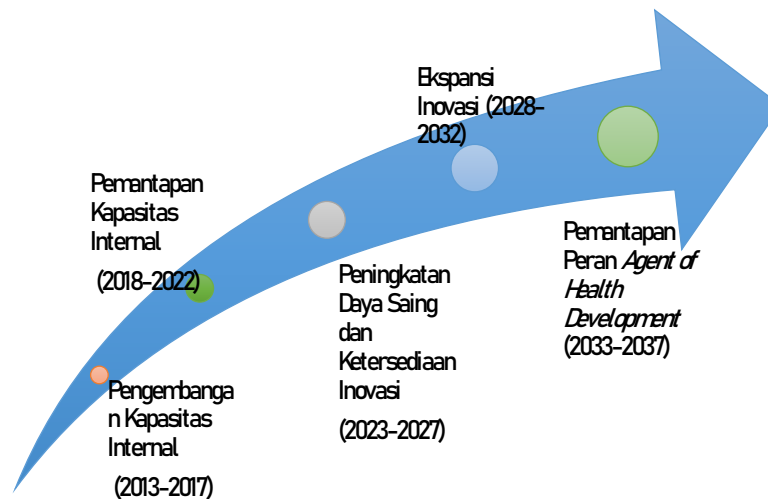 Pengembanga
n Kapasitas
Internal
(2013-2017)
Pemantapan
Kapasitas
Internal
(2018-2022)
Peningkatan
Daya Saing
dan
Ketersediaan
Inovasi
(2023-2027)
Ekspansi
Inovasi (2028-
2032)
Pemantapan
Peran Agent of
Health
Development
(2033-2037)